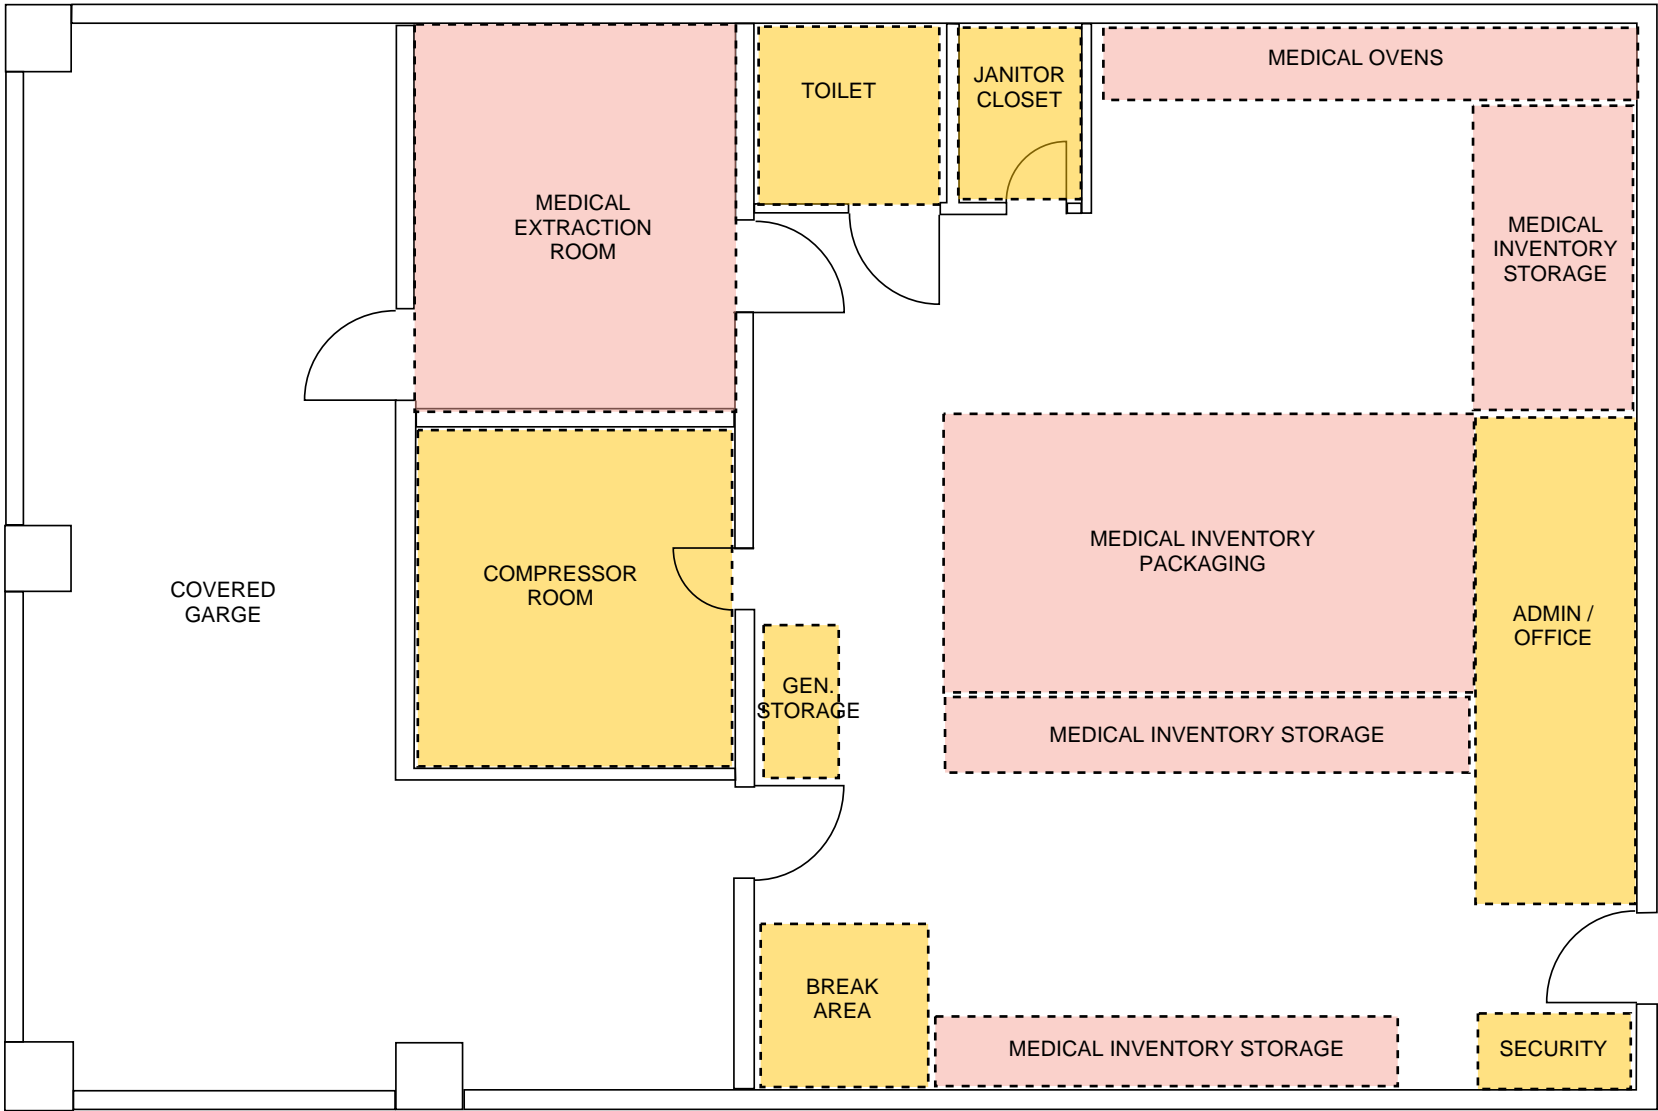 MEDICAL OVENS
TOILET
JANITOR
CLOSET
MEDICAL
EXTRACTION
ROOM
MEDICAL
INVENTORY
STORAGE
COVERED
GARGE
COMPRESSOR
ROOM
MEDICAL INVENTORY
PACKAGING
ADMIN /
OFFICE
GEN.
STORAGE
MEDICAL INVENTORY STORAGE
BREAK
AREA
MEDICAL INVENTORY STORAGE
SECURITY